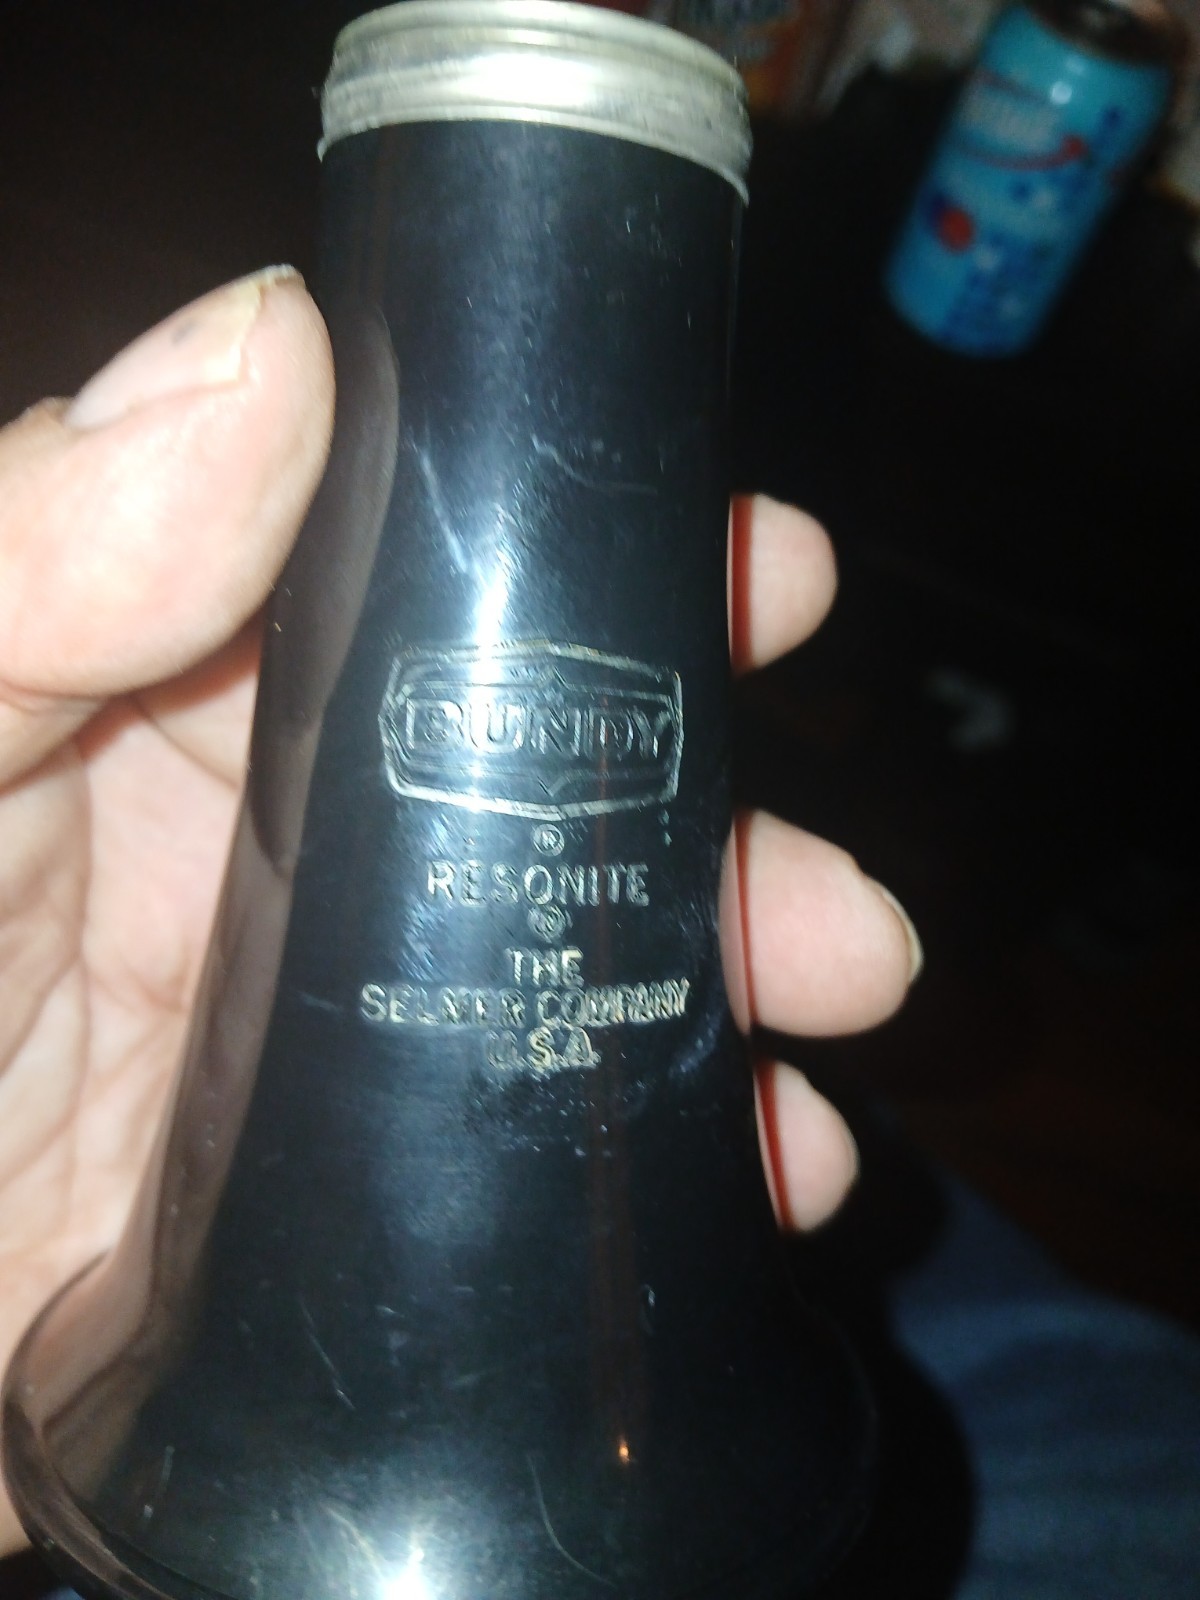 BUNDY
®
RESONITE
®
THE
SELMER COMPANY
U.S.A.